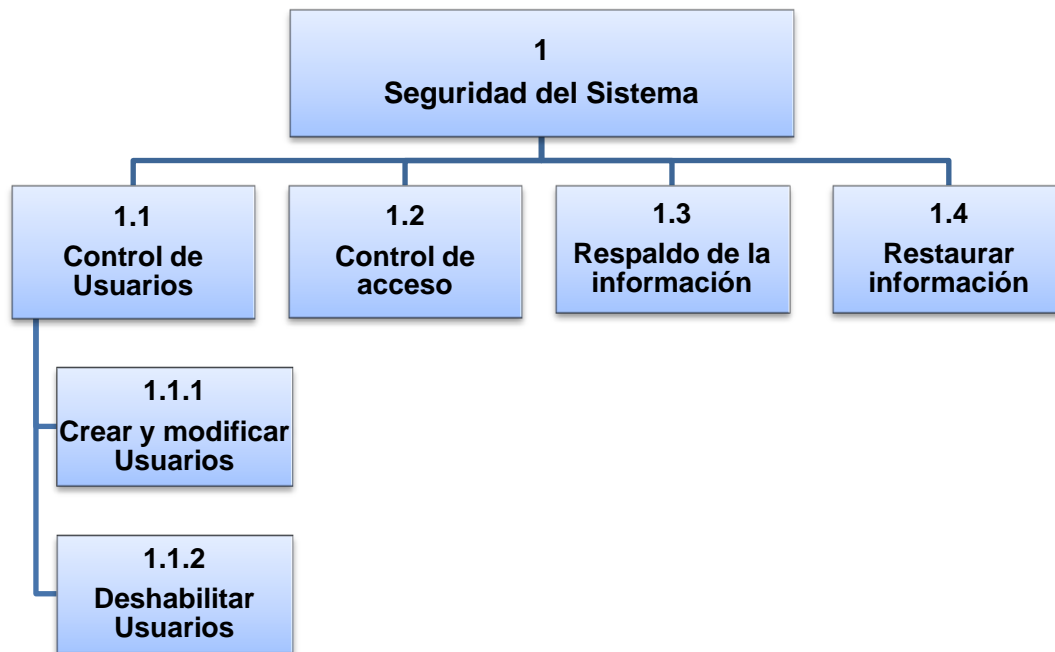 1
Seguridad del Sistema
1.1
Control de
Usuarios
1.2
Control de
acceso
1.3
Respaldo de la
información
1.4
Restaurar
información
1.1.1
Crear y modificar
Usuarios
1.1.2
Deshabilitar
Usuarios